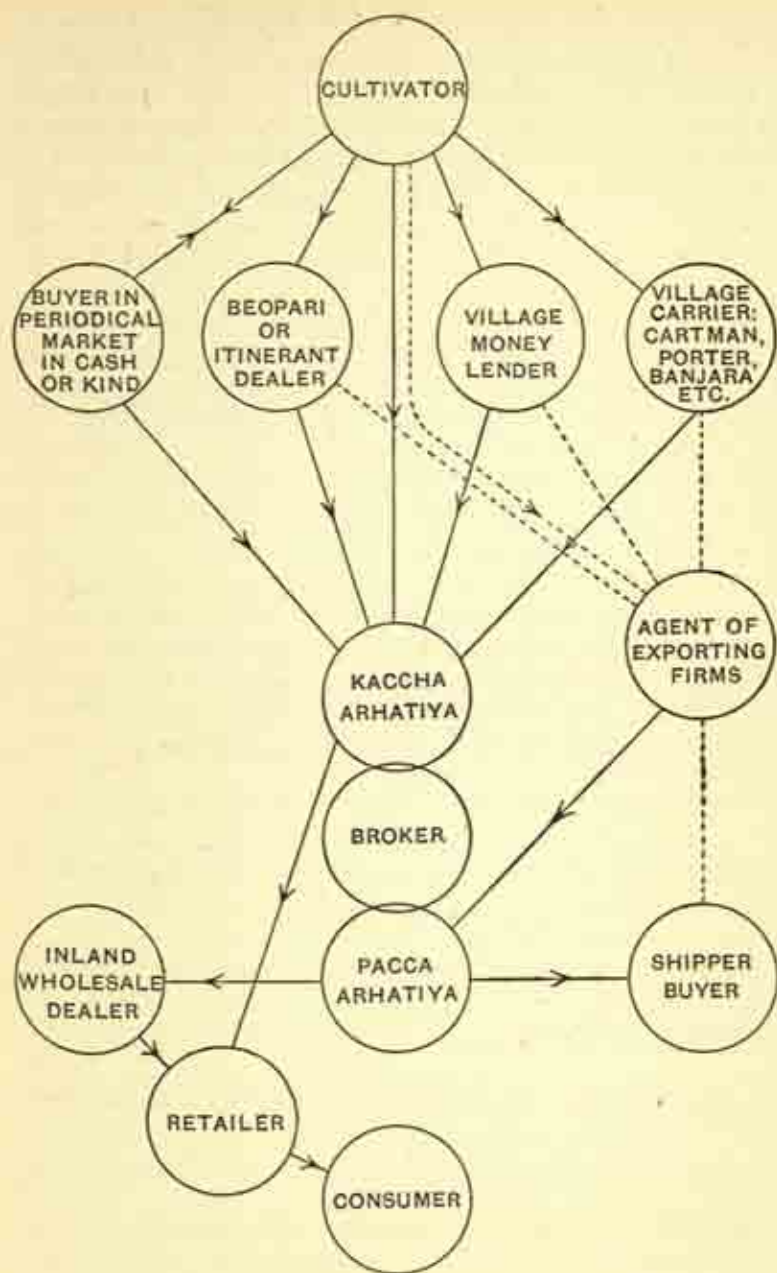 CULTIVATOR
BUYER IN
PERIODICAL
MARKET
IN CASH
OR KIND
BEOPARI
OR
ITINERANT
DEALER
VILLAGE
MONEY
LENDER
VILLAGE
CARRIER:
CARTMAN,
PORTER,
BANJARA
ETC.
AGENT OF
EXPORTING
FIRMS
KACCHA
ARHATIYA
BROKER
INLAND
WHOLESALE
DEALER
PACCA
ARHATIYA
SHIPPER
BUYER
RETAILER
CONSUMER